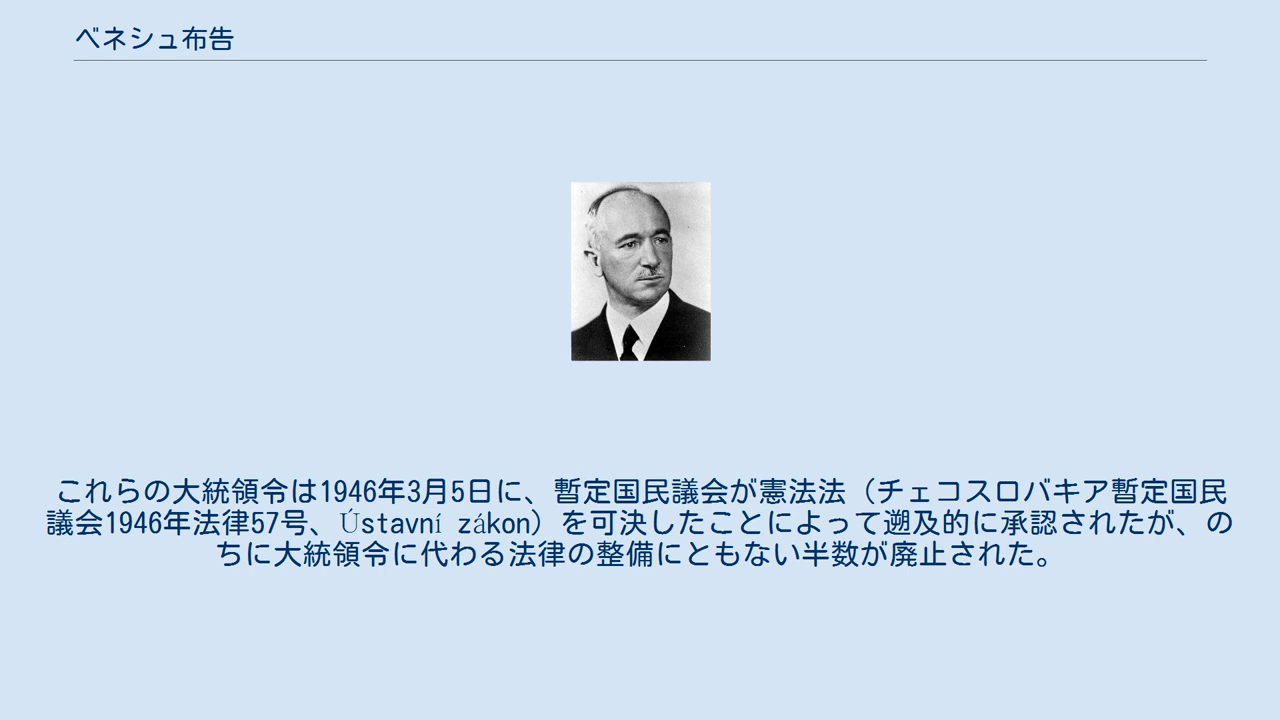 ベネシュ布告
これらの大統領令は1946年3月5日に、暫定国民議会が憲法法（チェコスロバキア暫定国民
議会1946年法律57号、Ústavní zákon）を可決したことによって遡及的に承認されたが、の
ちに大統領令に代わる法律の整備にともない半数が廃止された。